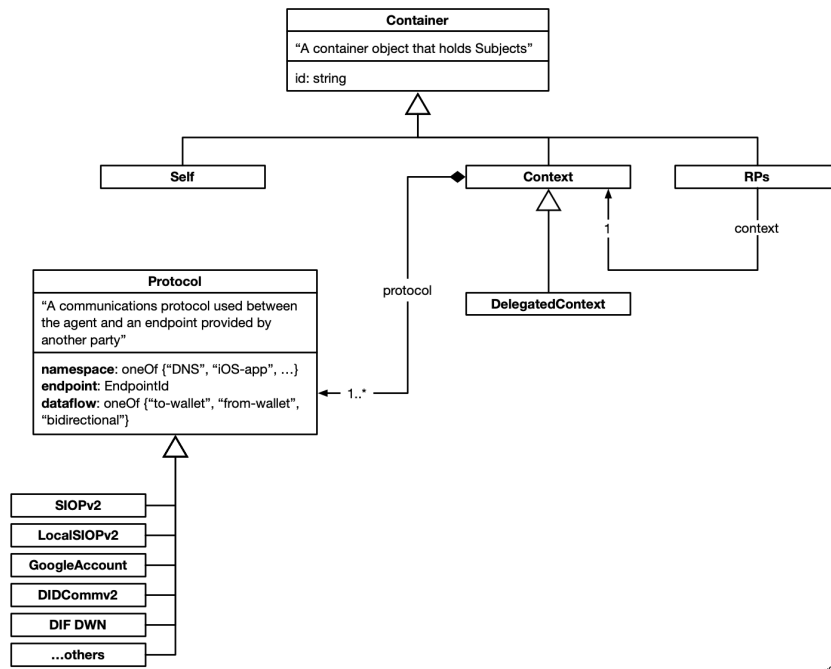 Container
“A container object that holds Subjects”
id: string
Self
Context
RPs
1
context
DelegatedContext
protocol
Protocol
“A communications protocol used between
the agent and an endpoint provided by
another party”
namespace: oneOf {“DNS”, “iOS-app”, …}
endpoint: EndpointId
dataflow: oneOf {“to-wallet”, “from-wallet”,
“bidirectional”}
1..*
SIOPv2
LocalSIOPv2
GoogleAccount
DIDCommv2
DIF DWN
…others